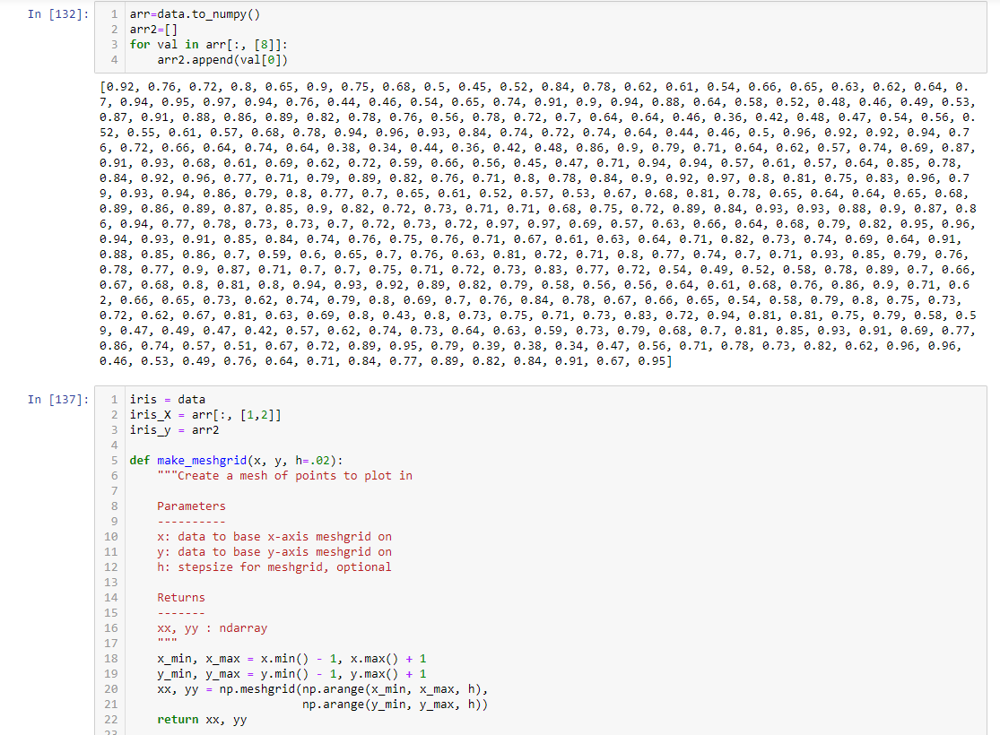 In [132]:
1 arr=data.to_numpy()
2 arr2=[]
3 for val in arr[:, [8]]:
4     arr2.append(val[0])
[0.92, 0.76, 0.72, 0.8, 0.65, 0.9, 0.75, 0.68, 0.5, 0.45, 0.52, 0.84, 0.78, 0.62, 0.61, 0.54, 0.66, 0.65, 0.63, 0.62, 0.64, 0.
7, 0.94, 0.95, 0.97, 0.94, 0.76, 0.44, 0.46, 0.54, 0.65, 0.74, 0.91, 0.9, 0.94, 0.88, 0.64, 0.58, 0.52, 0.48, 0.46, 0.49, 0.53,
0.87, 0.91, 0.88, 0.86, 0.89, 0.82, 0.78, 0.76, 0.56, 0.78, 0.72, 0.7, 0.64, 0.64, 0.46, 0.36, 0.42, 0.48, 0.47, 0.54, 0.56, 0.
52, 0.55, 0.61, 0.57, 0.68, 0.78, 0.94, 0.96, 0.93, 0.84, 0.74, 0.72, 0.74, 0.64, 0.44, 0.46, 0.5, 0.96, 0.92, 0.92, 0.94, 0.7
6, 0.72, 0.66, 0.64, 0.74, 0.64, 0.38, 0.34, 0.44, 0.36, 0.42, 0.48, 0.86, 0.9, 0.79, 0.71, 0.64, 0.62, 0.57, 0.74, 0.69, 0.87,
0.91, 0.93, 0.68, 0.61, 0.69, 0.62, 0.72, 0.59, 0.66, 0.56, 0.45, 0.47, 0.71, 0.94, 0.94, 0.57, 0.61, 0.57, 0.64, 0.85, 0.78,
0.84, 0.92, 0.96, 0.77, 0.71, 0.79, 0.89, 0.82, 0.76, 0.71, 0.8, 0.78, 0.84, 0.9, 0.92, 0.97, 0.8, 0.81, 0.75, 0.83, 0.96, 0.7
9, 0.93, 0.94, 0.86, 0.79, 0.8, 0.77, 0.7, 0.65, 0.61, 0.52, 0.57, 0.53, 0.67, 0.68, 0.81, 0.78, 0.65, 0.64, 0.64, 0.65, 0.68,
0.89, 0.86, 0.89, 0.87, 0.85, 0.9, 0.82, 0.72, 0.73, 0.71, 0.71, 0.68, 0.75, 0.72, 0.89, 0.84, 0.93, 0.93, 0.88, 0.9, 0.87, 0.8
6, 0.94, 0.77, 0.78, 0.73, 0.73, 0.7, 0.72, 0.73, 0.72, 0.97, 0.97, 0.69, 0.57, 0.63, 0.66, 0.64, 0.68, 0.79, 0.82, 0.95, 0.96,
0.94, 0.93, 0.91, 0.85, 0.84, 0.74, 0.76, 0.75, 0.76, 0.71, 0.67, 0.61, 0.63, 0.64, 0.71, 0.82, 0.73, 0.74, 0.69, 0.64, 0.91,
0.88, 0.85, 0.86, 0.7, 0.59, 0.6, 0.65, 0.7, 0.76, 0.63, 0.81, 0.72, 0.71, 0.8, 0.77, 0.74, 0.7, 0.71, 0.93, 0.85, 0.79, 0.76,
0.78, 0.77, 0.9, 0.87, 0.71, 0.7, 0.7, 0.75, 0.71, 0.72, 0.73, 0.83, 0.77, 0.72, 0.54, 0.49, 0.52, 0.58, 0.78, 0.89, 0.7, 0.66,
0.67, 0.68, 0.8, 0.81, 0.8, 0.94, 0.93, 0.92, 0.89, 0.82, 0.79, 0.58, 0.56, 0.56, 0.64, 0.61, 0.68, 0.76, 0.86, 0.9, 0.71, 0.6
2, 0.66, 0.65, 0.73, 0.62, 0.74, 0.79, 0.8, 0.69, 0.7, 0.76, 0.84, 0.78, 0.67, 0.66, 0.65, 0.54, 0.58, 0.79, 0.8, 0.75, 0.73,
0.72, 0.62, 0.67, 0.81, 0.63, 0.69, 0.8, 0.43, 0.8, 0.73, 0.75, 0.71, 0.73, 0.83, 0.72, 0.94, 0.81, 0.81, 0.75, 0.79, 0.58, 0.5
9, 0.47, 0.49, 0.47, 0.42, 0.57, 0.62, 0.74, 0.73, 0.64, 0.63, 0.59, 0.73, 0.79, 0.68, 0.7, 0.81, 0.85, 0.93, 0.91, 0.69, 0.77,
0.86, 0.74, 0.57, 0.51, 0.67, 0.72, 0.89, 0.95, 0.79, 0.39, 0.38, 0.34, 0.47, 0.56, 0.71, 0.78, 0.73, 0.82, 0.62, 0.96, 0.96,
0.46, 0.53, 0.49, 0.76, 0.64, 0.71, 0.84, 0.77, 0.89, 0.82, 0.84, 0.91, 0.67, 0.95]
In [137]:
1 iris = data
2 iris_X = arr[:, [1,2]]
3 iris_y = arr2
4
5 def make_meshgrid(x, y, h=.02):
6     """Create a mesh of points to plot in
7
8     Parameters
9     ----------
10     x: data to base x-axis meshgrid on
11     y: data to base y-axis meshgrid on
12     h: stepsize for meshgrid, optional
13
14     Returns
15     -------
16     xx, yy : ndarray
17     """
18     x_min, x_max = x.min() - 1, x.max() + 1
19     y_min, y_max = y.min() - 1, y.max() + 1
20     xx, yy = np.meshgrid(np.arange(x_min, x_max, h),
21                          np.arange(y_min, y_max, h))
22     return xx, yy
23